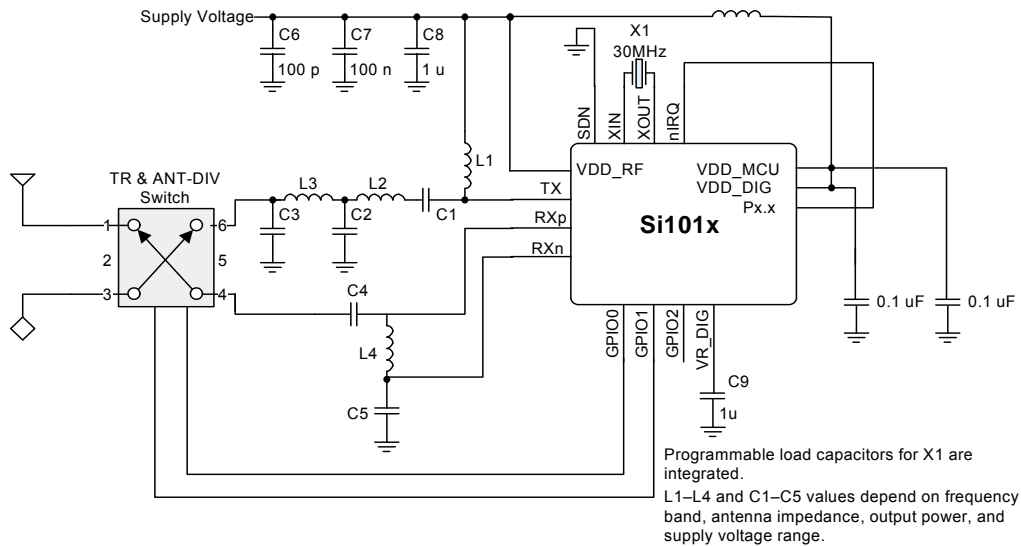 Supply Voltage
C6
C7
C8
X1
30MHz
100 p
100 n
1 u
SDN
XIN
XOUT
nIRQ
L1
TR & ANT-DIV
Switch
L3
L2
C3
C2
C1
VDD_RF
TX
RXp
RXn
VDD_MCU
VDD_DIG
Px.x
Si101x
1
6
2
5
3
4
C4
L4
C5
0.1 uF
0.1 uF
GPIO0
GPIO1
GPIO2
VR_DIG
C9
1u
Programmable load capacitors for X1 are
integrated.
L1–L4 and C1–C5 values depend on frequency
band, antenna impedance, output power, and
supply voltage range.